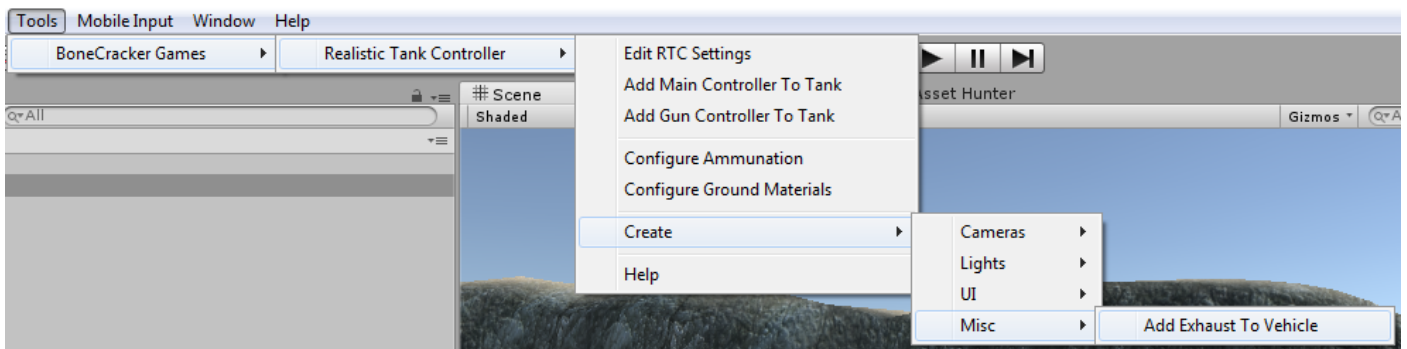 Tools Mobile Input Window Help
BoneCracker Games
Realistic Tank Controller
Edit RTC Settings
Add Main Controller To Tank
Add Gun Controller To Tank
Configure Ammunation
Configure Ground Materials
Create
Help
Cameras
Lights
UI
Misc
Add Exhaust To Vehicle
Scene
Asset Hunter
All
Shaded
Gizmos